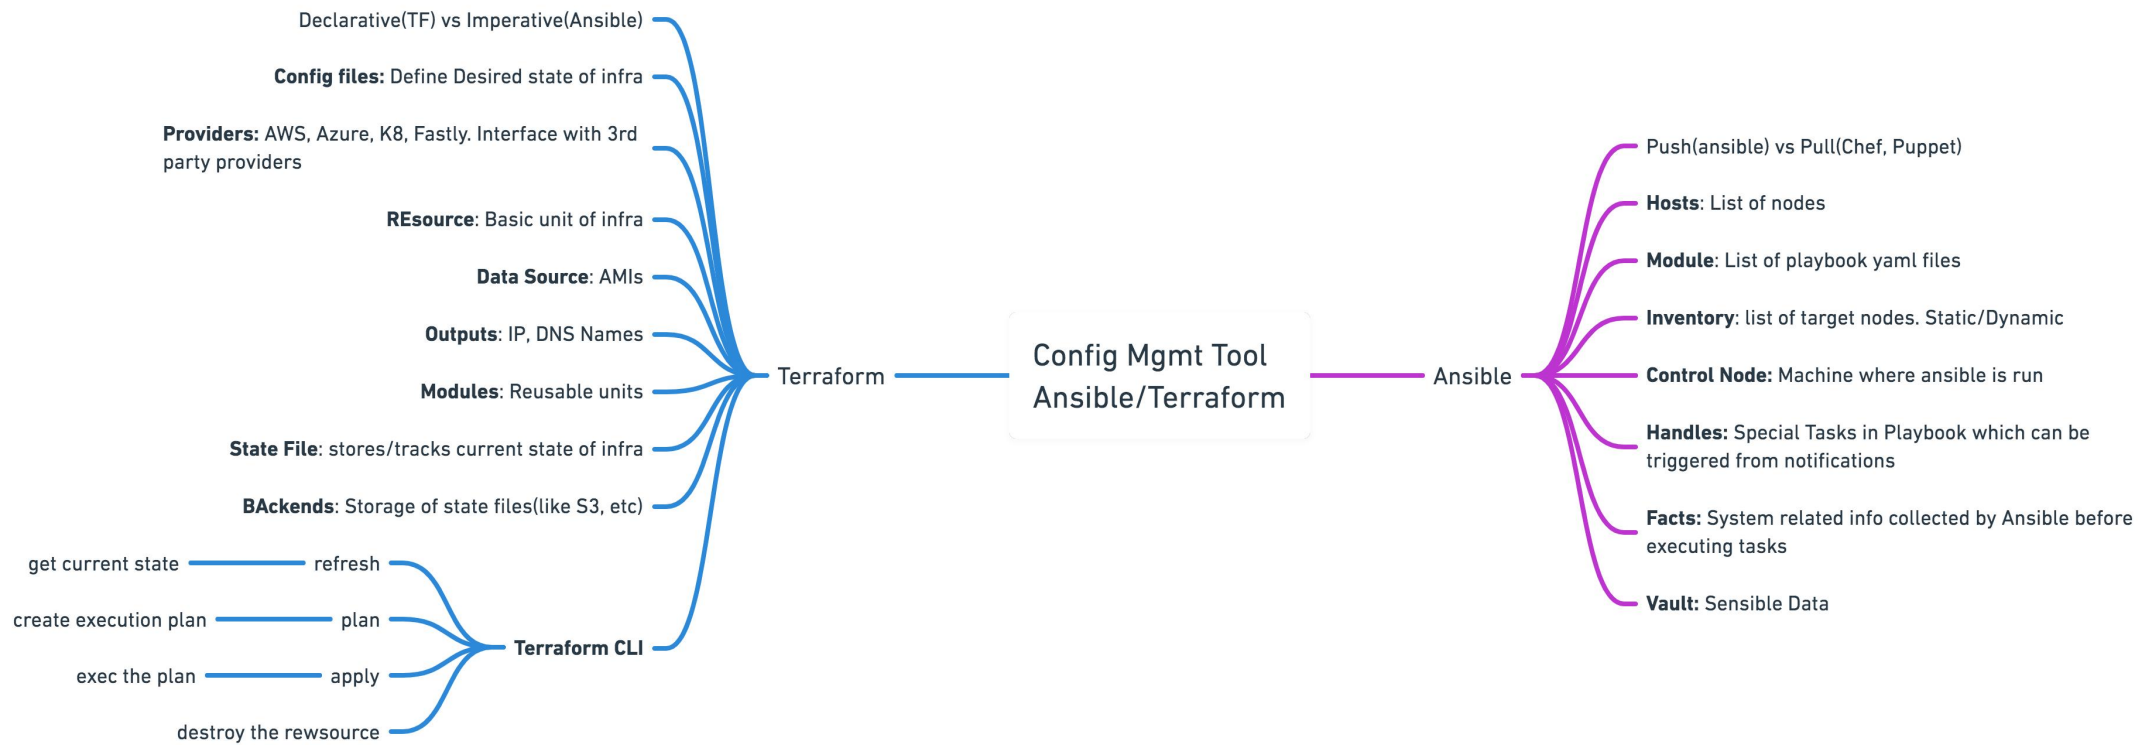 Declarative(TF) vs Imperative(Ansible)
Config files: Define Desired state of infra
Providers: AWS, Azure, K8, Fastly. Interface with 3rd
party providers
REsource: Basic unit of infra
Data Source: AMIs
Outputs: IP, DNS Names
Modules: Reusable units
State File: stores/tracks current state of infra
BAckends: Storage of state files(like S3, etc)
get current state
refresh
create execution plan
plan
exec the plan
apply
destroy the rewsource
Terraform CLI
Terraform
Config Mgmt Tool
Ansible/Terraform
Ansible
Push(ansible) vs Pull(Chef, Puppet)
Hosts: List of nodes
Module: List of playbook yaml files
Inventory: list of target nodes. Static/Dynamic
Control Node: Machine where ansible is run
Handles: Special Tasks in Playbook which can be
triggered from notifications
Facts: System related info collected by Ansible before
executing tasks
Vault: Sensible Data